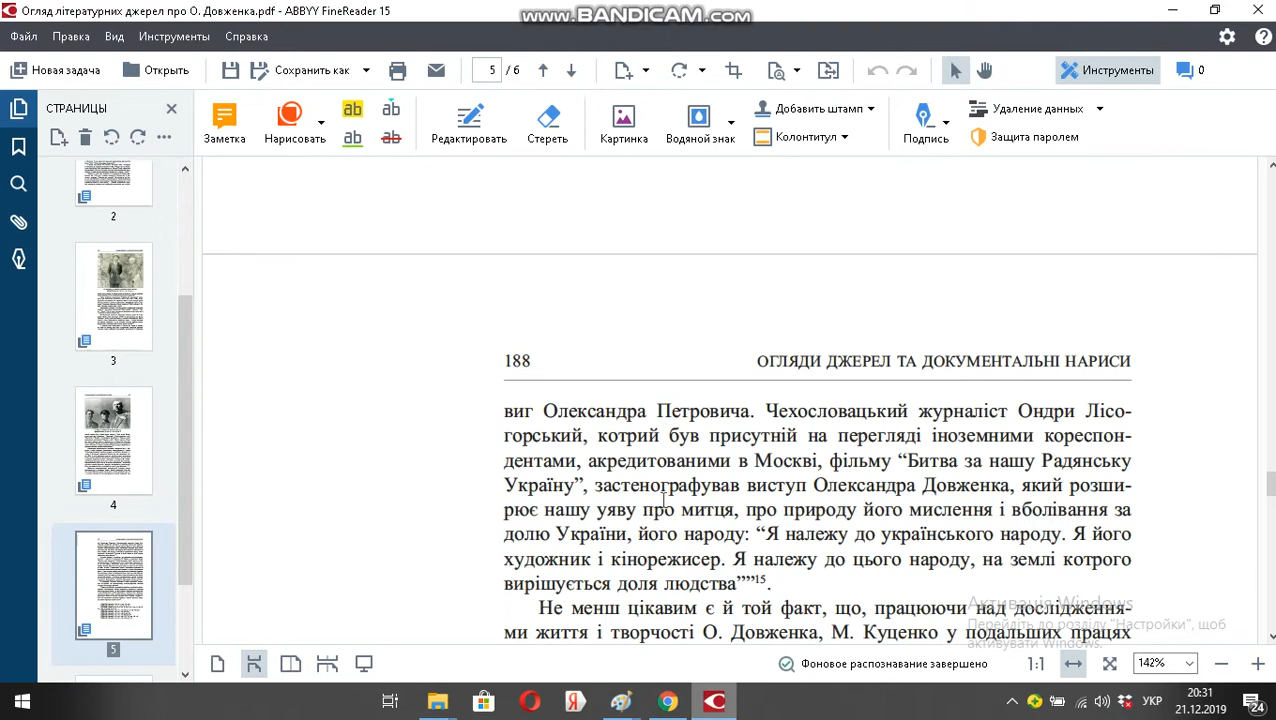 Огляд літературних джерел про О. Довженка.pdf - ABBYY FineReader 15
www.BANDICAM.com
Файл Правка Вид Инструменты Справка
Новая задача Открыть Сохранить как 5 / 6 Инструменты 0
СТРАНИЦЫ
Заметка Нарисовать ab ab ab ab Редактировать Стереть Картинка Водяной знак Добавить штамп Колонтитул Подпись Удаление данных Защита паролем
2
3
4
5
188 ОГЛЯДИ ДЖЕРЕЛ ТА ДОКУМЕНТАЛЬНІ НАРИСИ
виг Олександра Петровича. Чехословацький журналіст Ондри Лісо-
горський, котрий був присутній на перегляді іноземними кореспон-
дентами, акредитованими в Москві, фільму “Битва за нашу Радянську
Україну”, застенографував виступ Олександра Довженка, який розши-
рює нашу уяву про митця, про природу його мислення і вболівання за
долю України, його народу: “Я належу до українського народу. Я його
художник і кінорежисер. Я належу до цього народу, на землі котрого
вирішується доля людства””15.
Не менш цікавим є й той факт, що, працюючи над дослідження-
ми життя і творчості О. Довженка, М. Куценко у подальших працях
Активація Windows
Перейдіть до розділу "Настройки", щоб
активувати Windows.
Фоновое распознавание завершено 1:1 142%
УКР 20:31
21.12.2019 24